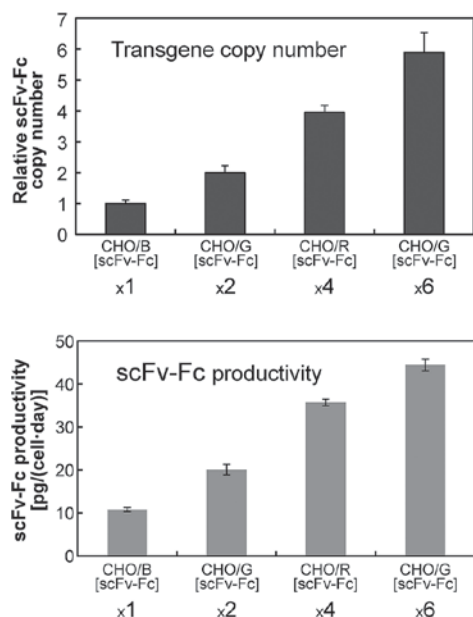 Transgene copy number
Relative scFv-Fc
copy number
7
6
5
4
3
2
1
0
CHO/B CHO/G CHO/R CHO/G
[scFv-Fc] [scFv-Fc] [scFv-Fc] [scFv-Fc]
x1 x2 x4 x6
scFv-Fc productivity
scFv-Fc productivity
[pg/(cell·day)]
50
40
30
20
10
0
CHO/B CHO/G CHO/R CHO/G
[scFv-Fc] [scFv-Fc] [scFv-Fc] [scFv-Fc]
x1 x2 x4 x6